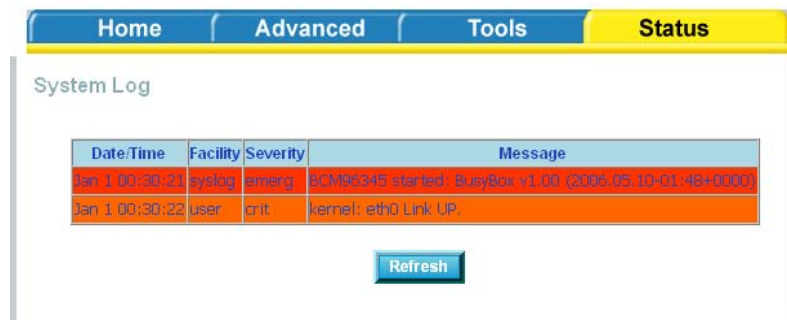 Home Advanced Tools Status
System Log
Date/Time Facility Severity Message
Jan 1 00:30:21 syslog emerg BCM96345 started: BusyBox v1.00 (2006.05.10-01:48+0000)
Jan 1 00:30:22 user crit kernel: eth0 Link UP.
Refresh